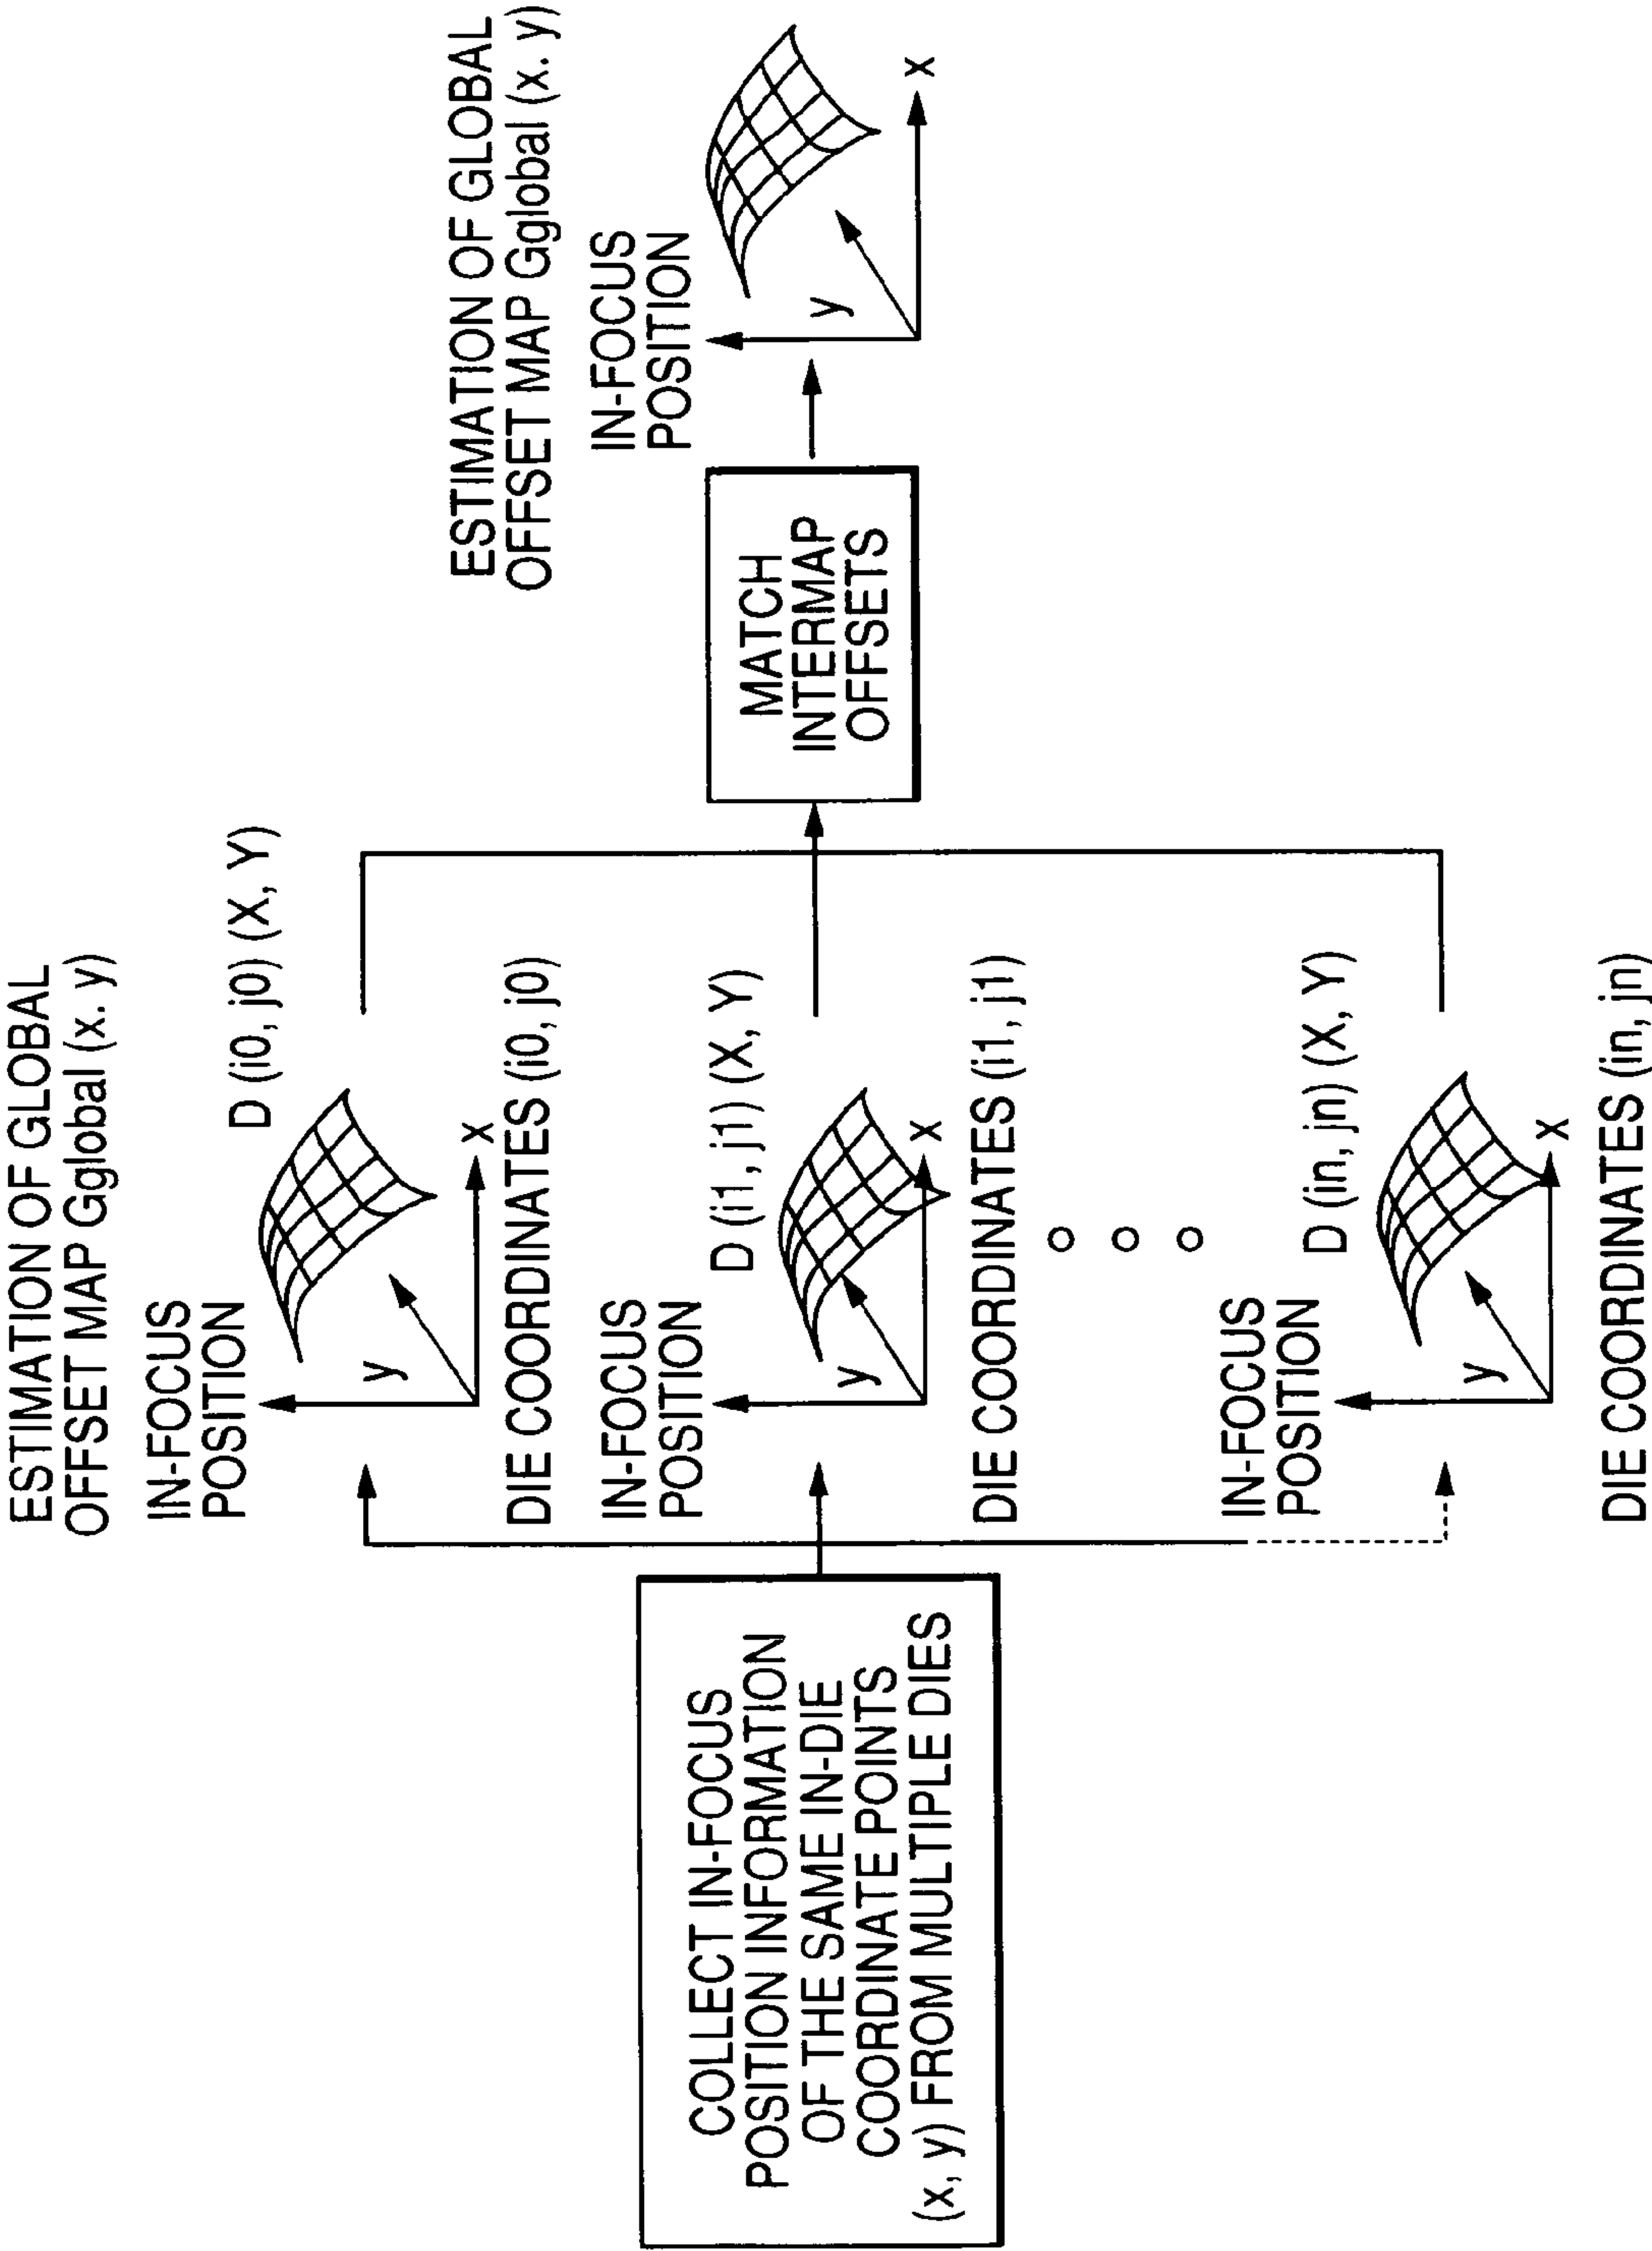 COLLECT IN-FOCUS
POSITION INFORMATION
OF THE SAME IN-DIE
COORDINATE POINTS
(x, y) FROM MULTIPLE DIES
ESTIMATION OF GLOBAL
OFFSET MAP Gglobal (x. y)
IN-FOCUS
POSITION
D (i0, j0) (X, Y)
y
x
DIE COORDINATES (i0, j0)
IN-FOCUS
POSITION
D (i1, j1) (X, Y)
y
x
DIE COORDINATES (i1, j1)
IN-FOCUS
POSITION
D (in, jn) (X, Y)
y
x
DIE COORDINATES (in, jn)
MATCH
INTERMAP
OFFSETS
ESTIMATION OF GLOBAL
OFFSET MAP Gglobal (x. y)
IN-FOCUS
POSITION
y
x